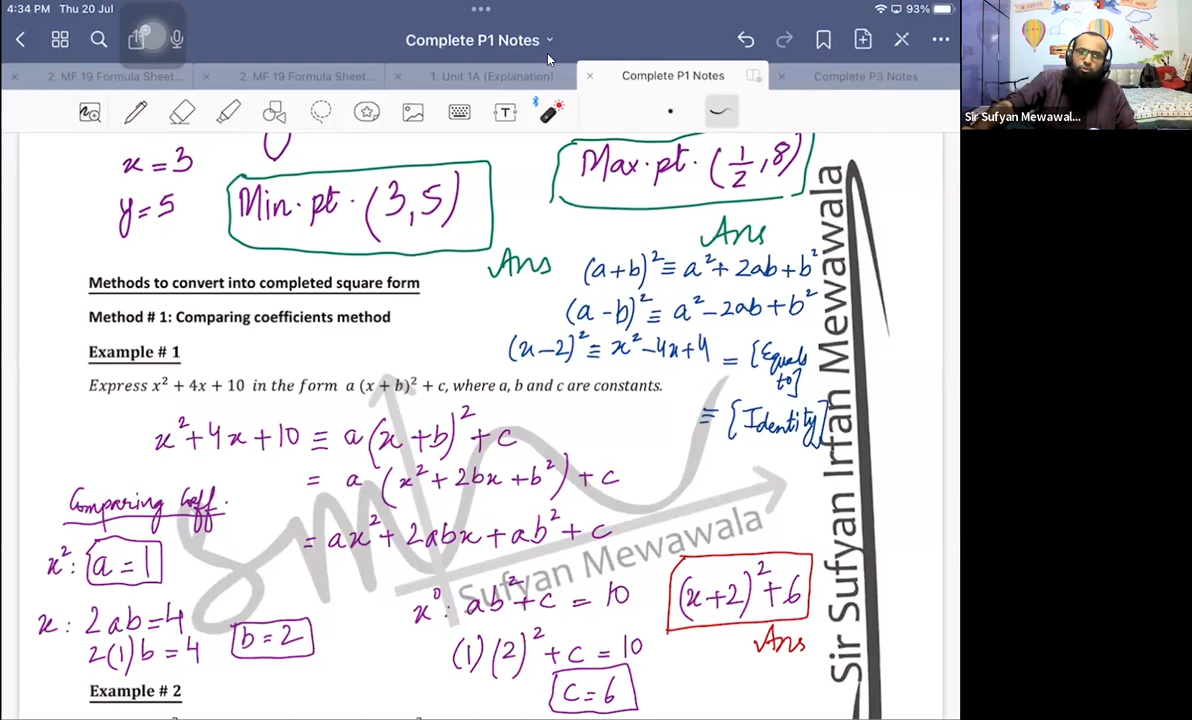 4:34 PM Thu 20 Jul
93%
Complete P1 Notes
2. MF 19 Formula Sheet...
2. MF 19 Formula Sheet...
1. Unit 1A (Explanation)
Complete P1 Notes
Complete P3 Notes
Sir Sufyan Mewawal...
x = 3
y = 5
Min. pt. (3,5)
Ans
Max. pt. (1/2, 8)
Ans
(a+b)² ≡ a² + 2ab + b²
(a-b)² ≡ a² - 2ab + b²
(x-2)² ≡ x² - 4x + 4
= [Equals to]
≡ [Identity]
Methods to convert into completed square form
Method # 1: Comparing coefficients method
Example # 1
Express x² + 4x + 10 in the form a (x + b)² + c, where a, b and c are constants.
x² + 4x + 10 ≡ a(x+b)² + c
= a (x² + 2bx + b²) + c
= ax² + 2abx + ab² + c
Comparing Coeff.
x²: a = 1
x: 2ab = 4
2(1)b = 4
b = 2
x⁰: ab² + c = 10
(1)(2)² + c = 10
c = 6
(x+2)² + 6
Ans
Example # 2
Sufyan Mewawala
Sir Sufyan Irfan Mewawala